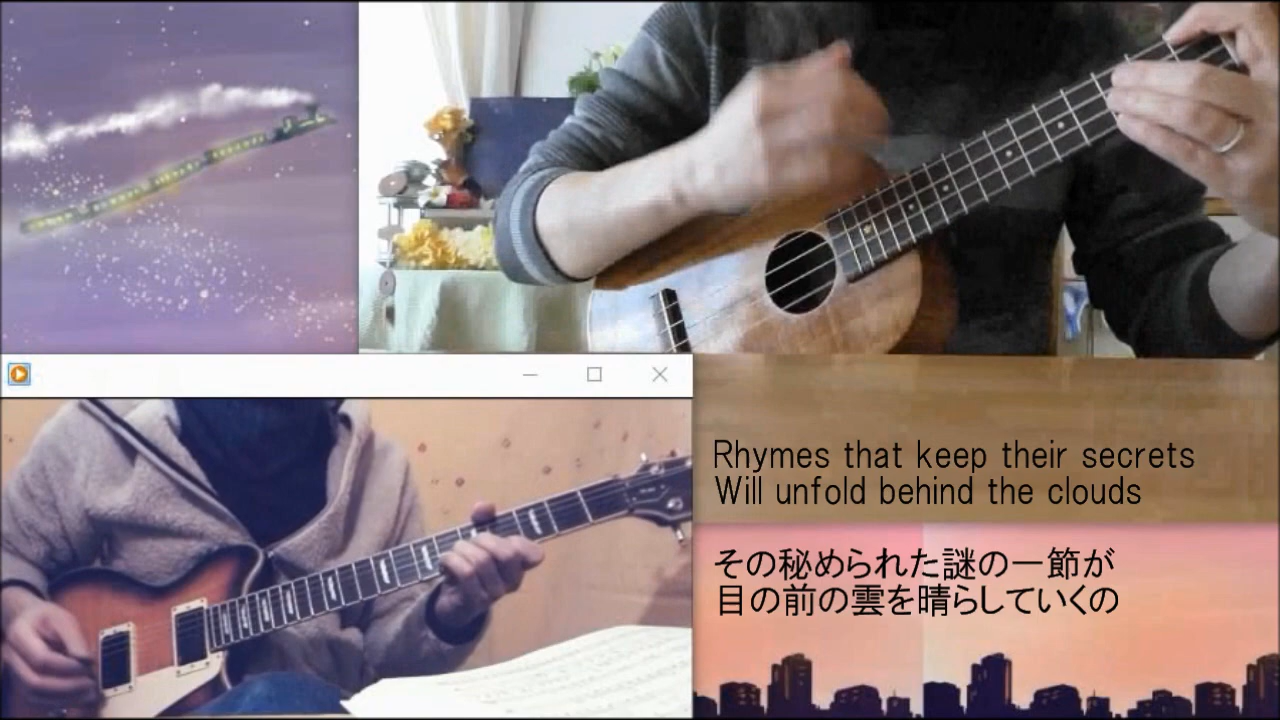 Rhymes that keep their secrets
Will unfold behind the clouds
その秘められた謎の一節が
目の前の雲を晴らしていくの